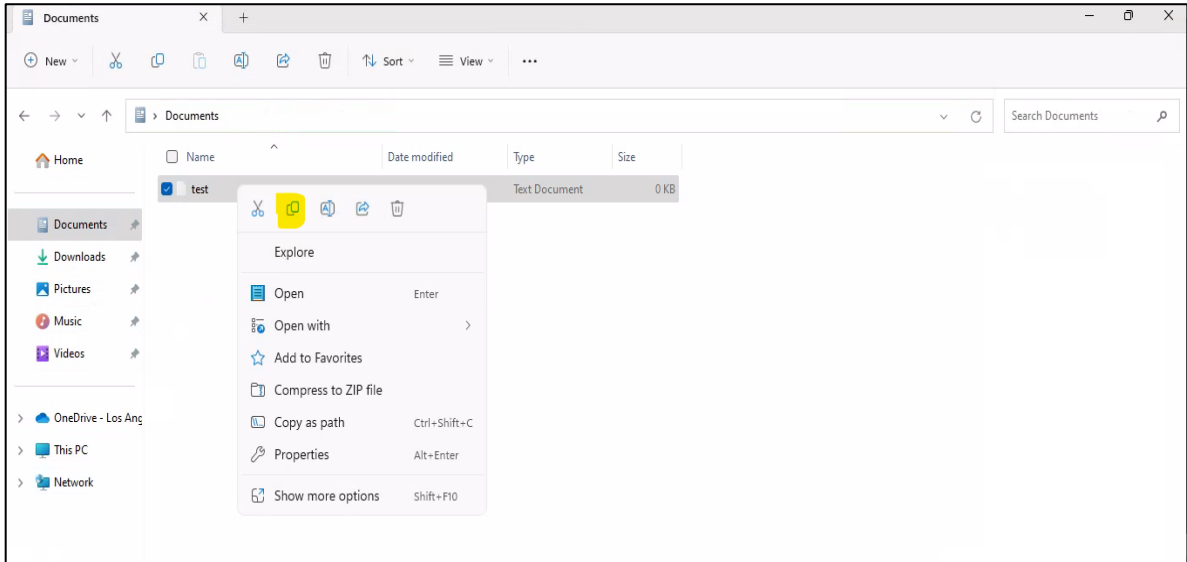 Documents
New
Sort
View
Documents
Search Documents
Home
Name Date modified Type Size
test Text Document 0 KB
Documents
Downloads
Pictures
Music
Videos
OneDrive - Los Ang
This PC
Network
Explore
Open Enter
Open with
Add to Favorites
Compress to ZIP file
Copy as path Ctrl+Shift+C
Properties Alt+Enter
Show more options Shift+F10